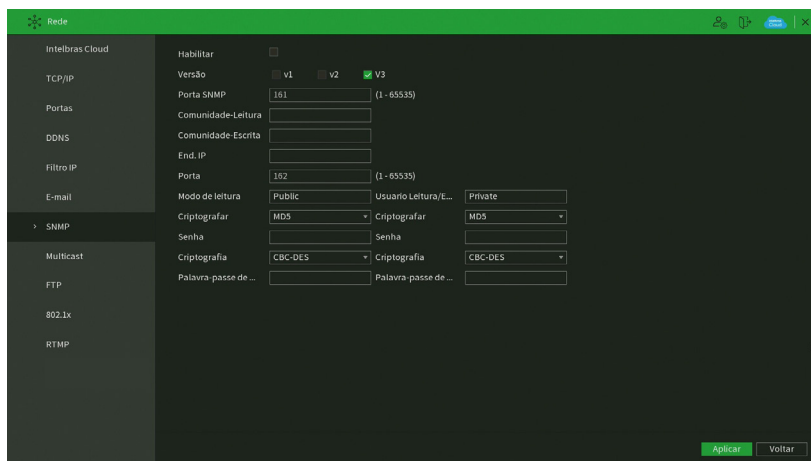 Rede
Intelbras Cloud
TCP/IP
Portas
DDNS
Filtro IP
E-mail
> SNMP
Multicast
FTP
802.1x
RTMP
Habilitar
Versão v1 v2 V3
Porta SNMP 161 (1 - 65535)
Comunidade-Leitura
Comunidade-Escrita
End. IP
Porta 162 (1 - 65535)
Modo de leitura Public Usuario Leitura/E... Private
Criptografar MD5 Criptografar MD5
Senha Senha
Criptografia CBC-DES Criptografia CBC-DES
Palavra-passe de ... Palavra-passe de ...
Aplicar Voltar